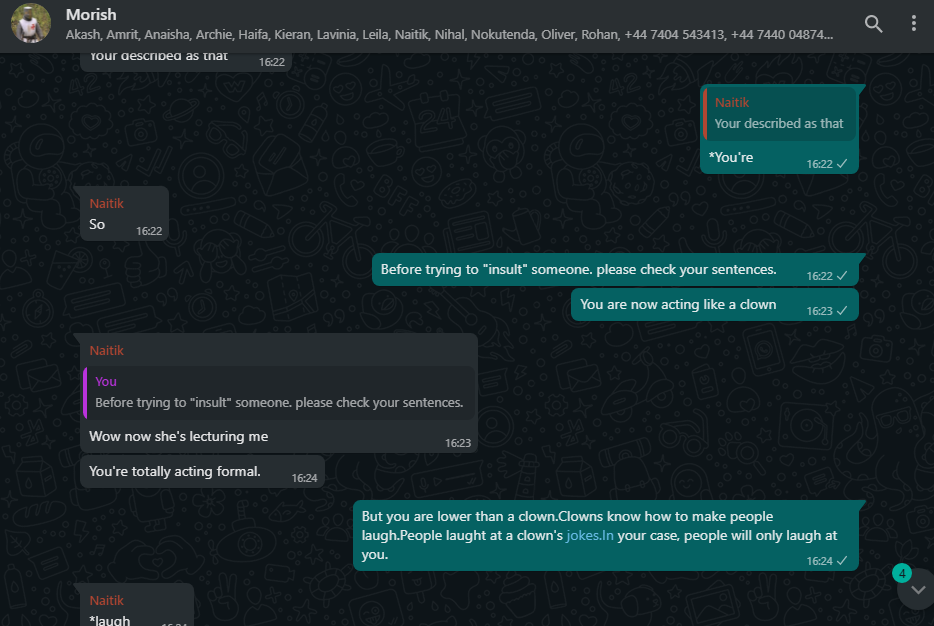 Morish
Akash, Amrit, Anaisha, Archie, Haifa, Kieran, Lavinia, Leila, Naitik, Nihal, Nokutenda, Oliver, Rohan, +44 7404 543413, +44 7440 04874...
Your described as that
16:22
Naitik
Your described as that
*You're
16:22
Naitik
So
16:22
Before trying to "insult" someone. please check your sentences.
16:22
You are now acting like a clown
16:23
Naitik
You
Before trying to "insult" someone. please check your sentences.
Wow now she's lecturing me
16:23
You're totally acting formal.
16:24
But you are lower than a clown.Clowns know how to make people
laugh.People laught at a clown's jokes.In your case, people will only laugh at
you.
16:24
4
Naitik
*laugh
16:24